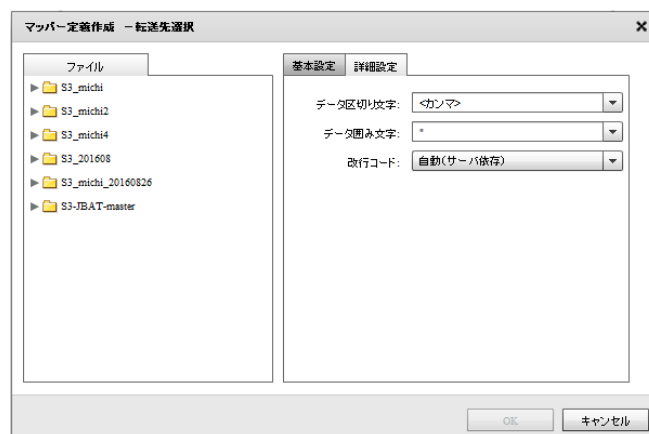 マッパー定義作成 －転送先選択
ファイル
S3_michi
S3_michi2
S3_michi4
S3_201608
S3_michi_20160826
S3-JBAT-master
基本設定 詳細設定
データ区切り文字: <カンマ>
データ囲み文字: "
改行コード: 自動(サーバ依存)
OK キャンセル